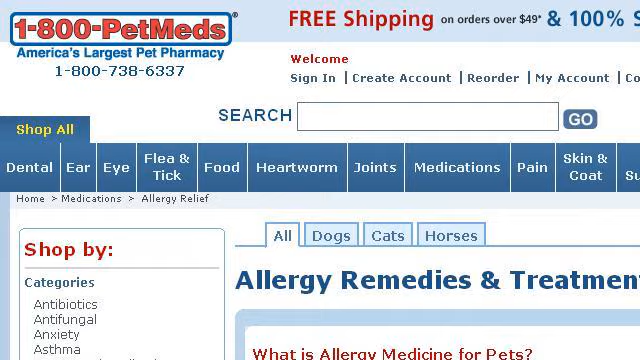 1-800-PetMeds®
America's Largest Pet Pharmacy
1-800-738-6337
FREE Shipping on orders over $49* & 100% S
Welcome
Sign In | Create Account | Reorder | My Account | Co
SEARCH GO
Shop All
Dental Ear Eye Flea & Tick Food Heartworm Joints Medications Pain Skin & Coat Su
Home > Medications > Allergy Relief
All Dogs Cats Horses
Shop by:
Categories
Antibiotics
Antifungal
Anxiety
Asthma
Allergy Remedies & Treatmen
What is Allergy Medicine for Pets?